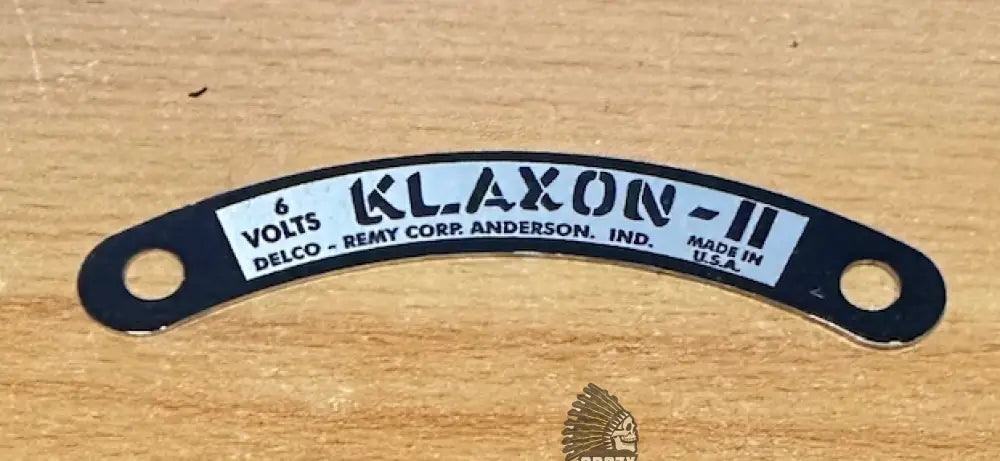 6
VOLTS
KLAXON-II
DELCO - REMY CORP. ANDERSON. IND.
MADE IN
U.S.A.